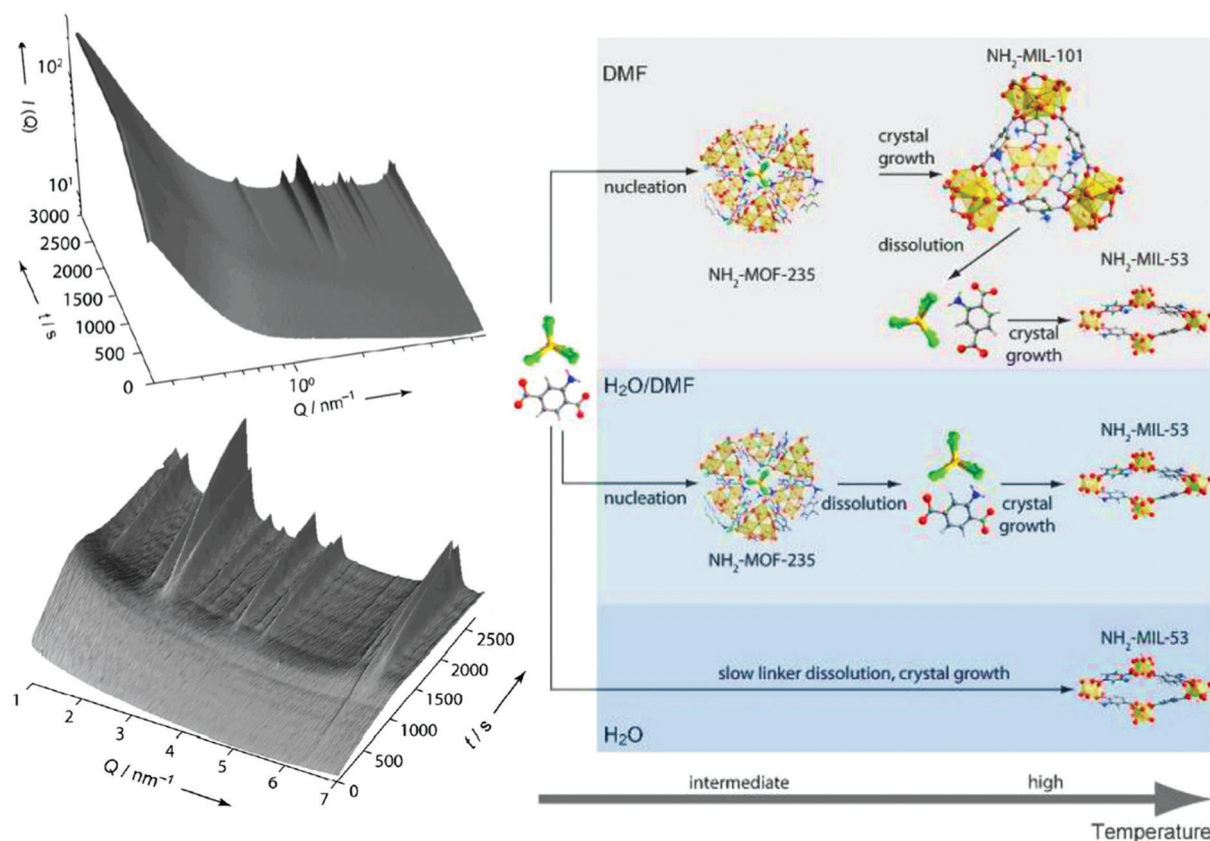 I(Q)
10²
10¹
3000
2500
2000
1500
1000
500
0
t / s
10⁰
Q / nm⁻¹
1
2
3
4
5
6
7
Q / nm⁻¹
0
500
1000
1500
2000
2500
t / s
DMF
nucleation
NH₂-MOF-235
crystal
growth
NH₂-MIL-101
dissolution
crystal
growth
NH₂-MIL-53
H₂O/DMF
nucleation
NH₂-MOF-235
dissolution
crystal
growth
NH₂-MIL-53
slow linker dissolution, crystal growth
NH₂-MIL-53
H₂O
intermediate
high
Temperature